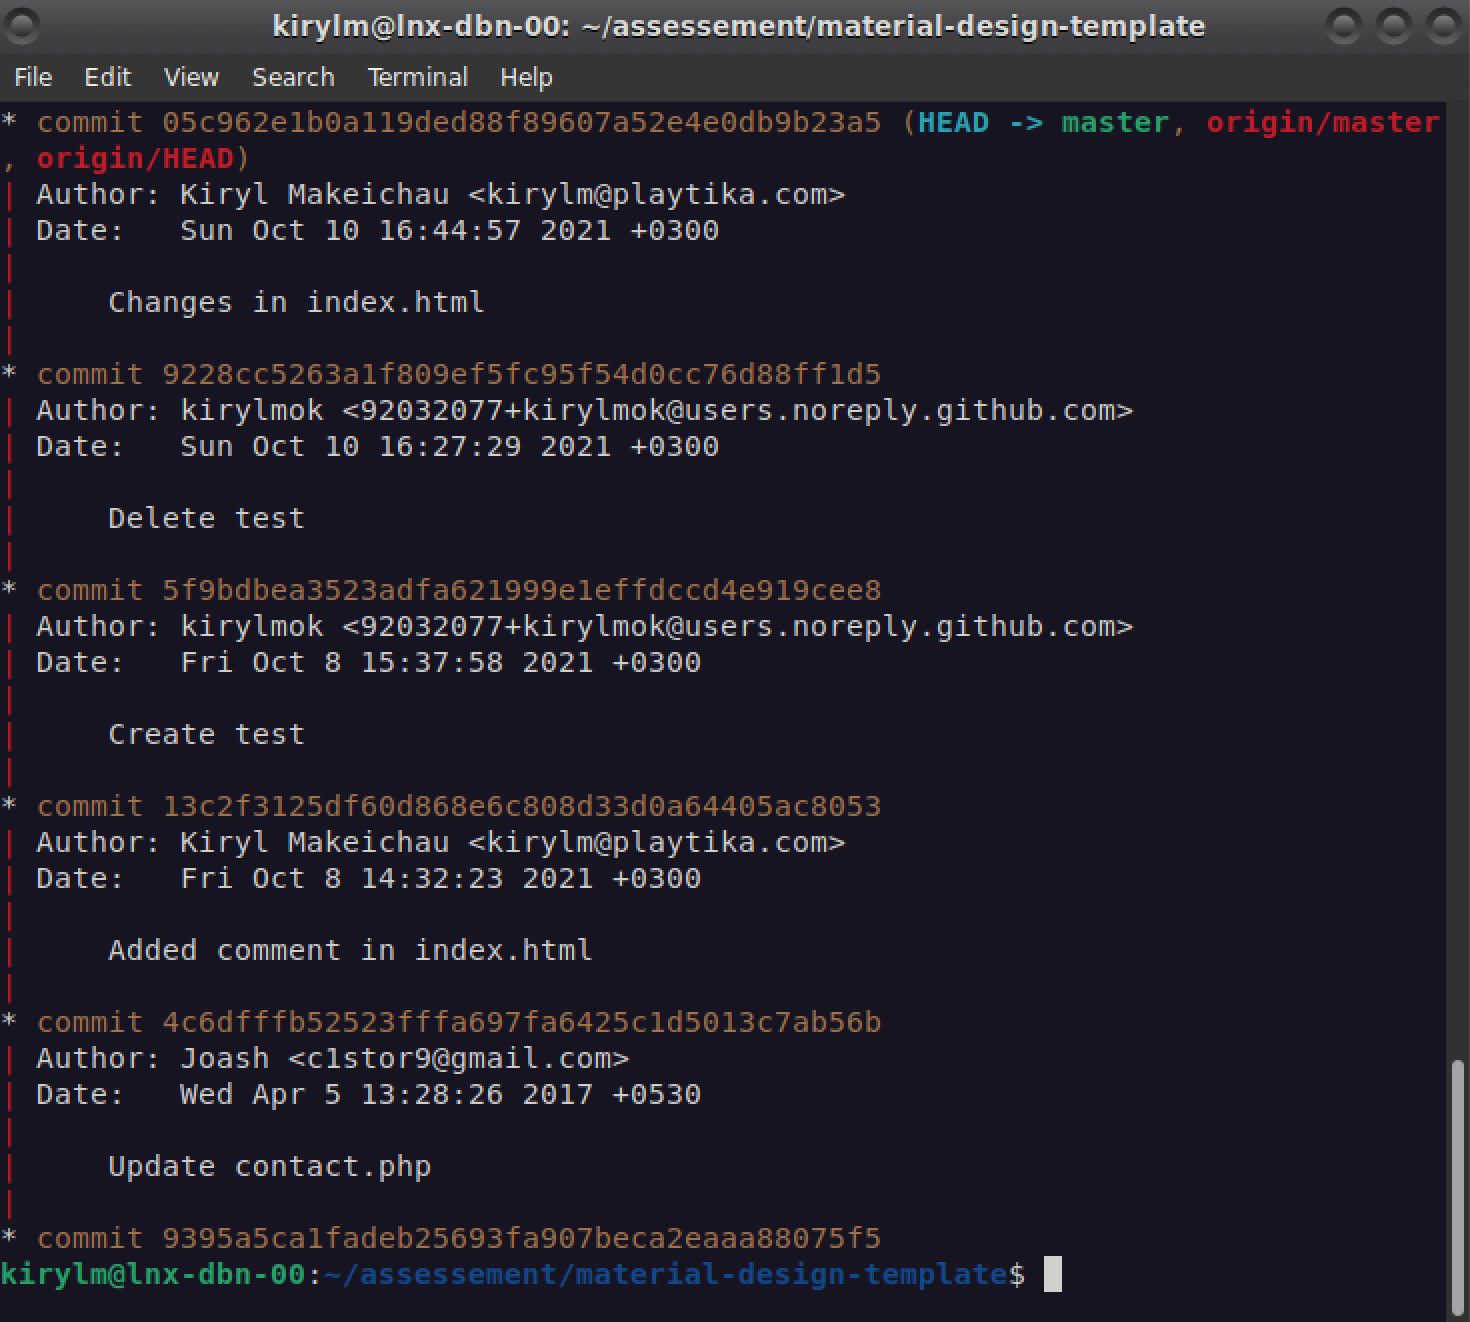 kirylm@lnx-dbn-00: ~/assessement/material-design-template
File Edit View Search Terminal Help
* commit 05c962e1b0a119ded88f89607a52e4e0db9b23a5 (HEAD -> master, origin/master
, origin/HEAD)
| Author: Kiryl Makeichau <kirylm@playtika.com>
| Date:   Sun Oct 10 16:44:57 2021 +0300
|
|     Changes in index.html
|
* commit 9228cc5263a1f809ef5fc95f54d0cc76d88ff1d5
| Author: kirylmok <92032077+kirylmok@users.noreply.github.com>
| Date:   Sun Oct 10 16:27:29 2021 +0300
|
|     Delete test
|
* commit 5f9bdbea3523adfa621999e1effdccd4e919cee8
| Author: kirylmok <92032077+kirylmok@users.noreply.github.com>
| Date:   Fri Oct 8 15:37:58 2021 +0300
|
|     Create test
|
* commit 13c2f3125df60d868e6c808d33d0a64405ac8053
| Author: Kiryl Makeichau <kirylm@playtika.com>
| Date:   Fri Oct 8 14:32:23 2021 +0300
|
|     Added comment in index.html
|
* commit 4c6dfffb52523fffa697fa6425c1d5013c7ab56b
| Author: Joash <c1stor9@gmail.com>
| Date:   Wed Apr 5 13:28:26 2017 +0530
|
|     Update contact.php
|
* commit 9395a5ca1fadeb25693fa907beca2eaaa88075f5
kirylm@lnx-dbn-00:~/assessement/material-design-template$